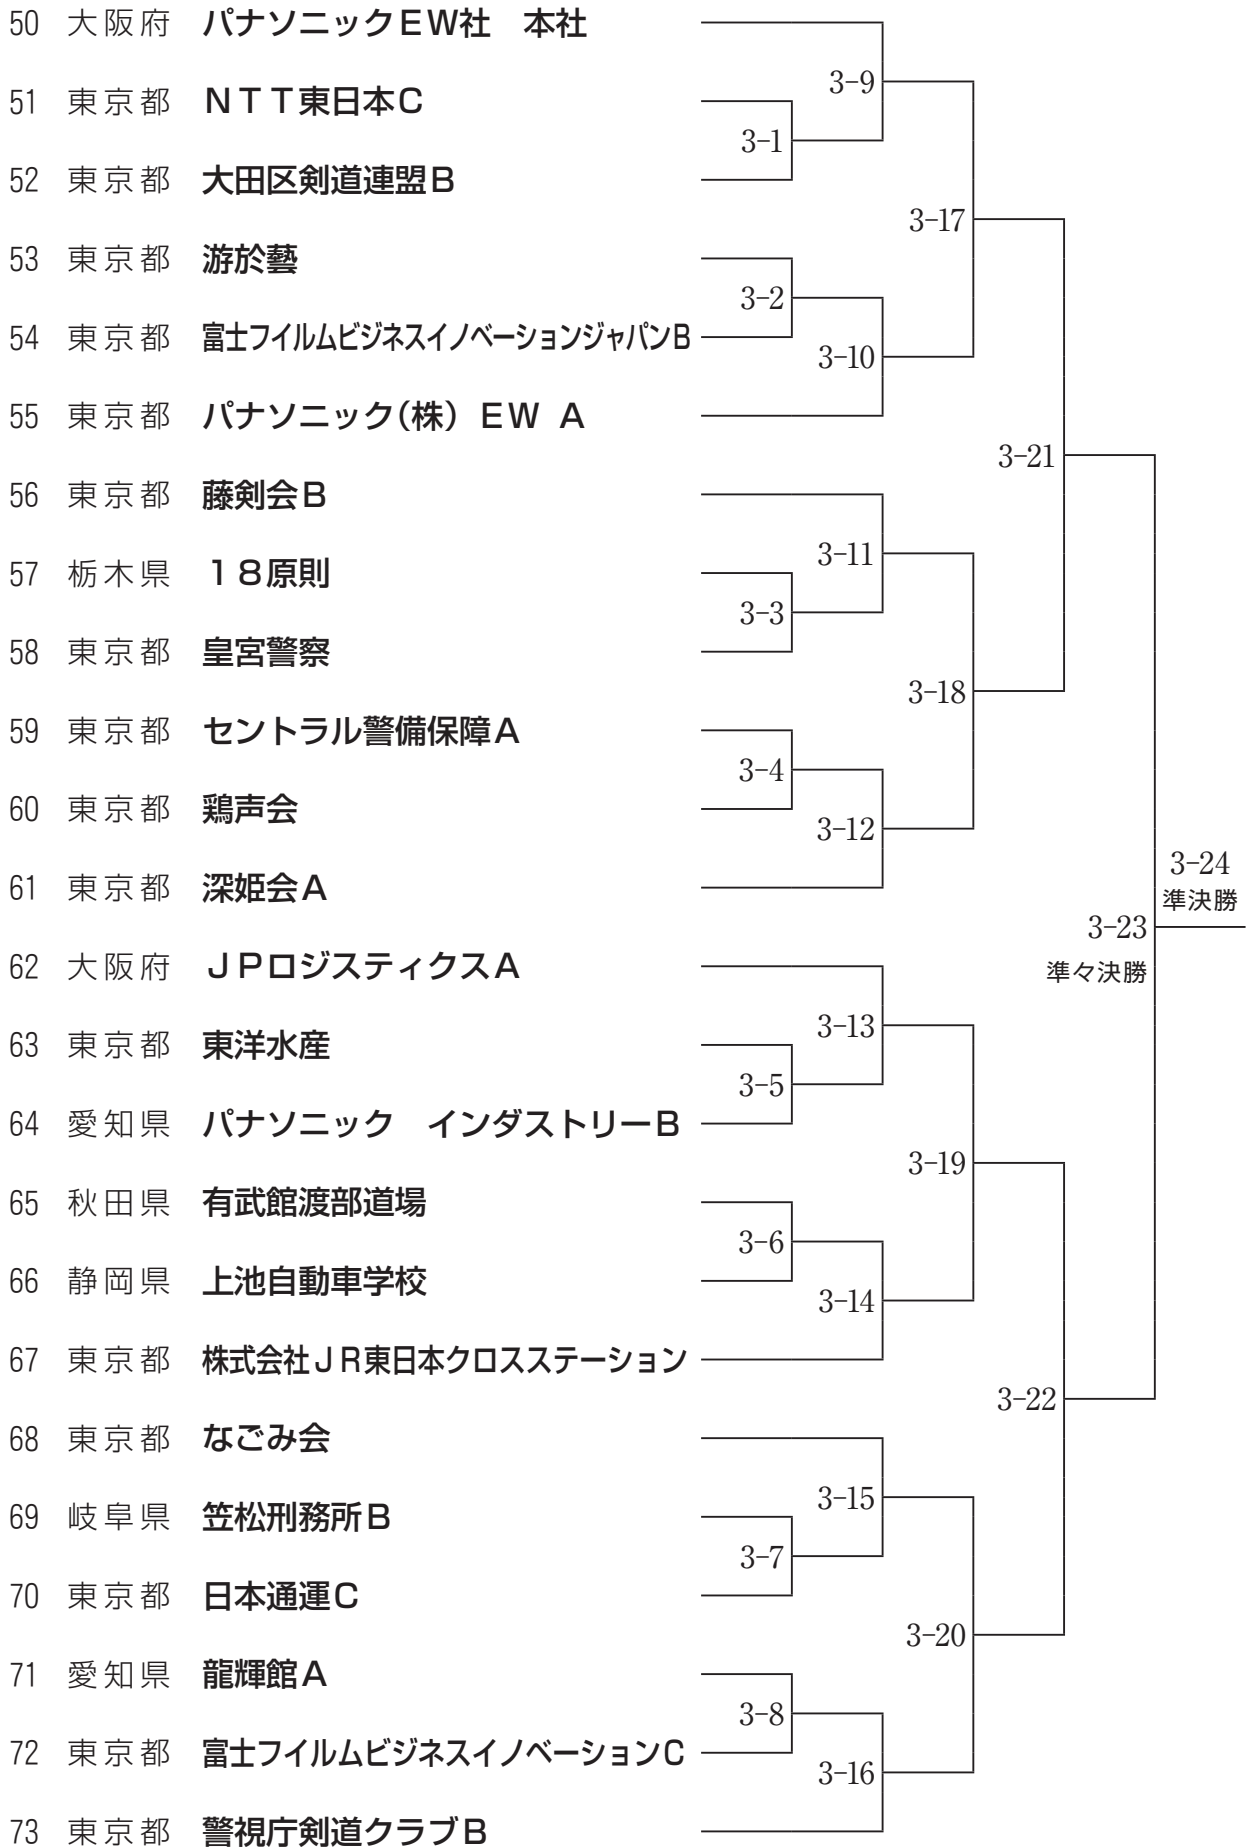 50 大阪府 パナソニックEW社 本社
3-9
51 東京都 NTT東日本C
3-1
52 東京都 大田区剣道連盟B
3-17
53 東京都 游於藝
3-2
54 東京都 富士フイルムビジネスイノベーションジャパンB
3-10
55 東京都 パナソニック(株) EW A
3-21
56 東京都 藤剣会B
3-11
57 栃木県 18原則
3-3
58 東京都 皇宮警察
3-18
59 東京都 セントラル警備保障A
3-4
60 東京都 鶏声会
3-12
61 東京都 深姫会A
3-24
準決勝
3-23
準々決勝
62 大阪府 JPロジスティクスA
3-13
63 東京都 東洋水産
3-5
64 愛知県 パナソニック インダストリーB
3-19
65 秋田県 有武館渡部道場
3-6
66 静岡県 上池自動車学校
3-14
67 東京都 株式会社JR東日本クロスステーション
3-22
68 東京都 なごみ会
3-15
69 岐阜県 笠松刑務所B
3-7
70 東京都 日本通運C
3-20
71 愛知県 龍輝館A
3-8
72 東京都 富士フイルムビジネスイノベーションC
3-16
73 東京都 警視庁剣道クラブB